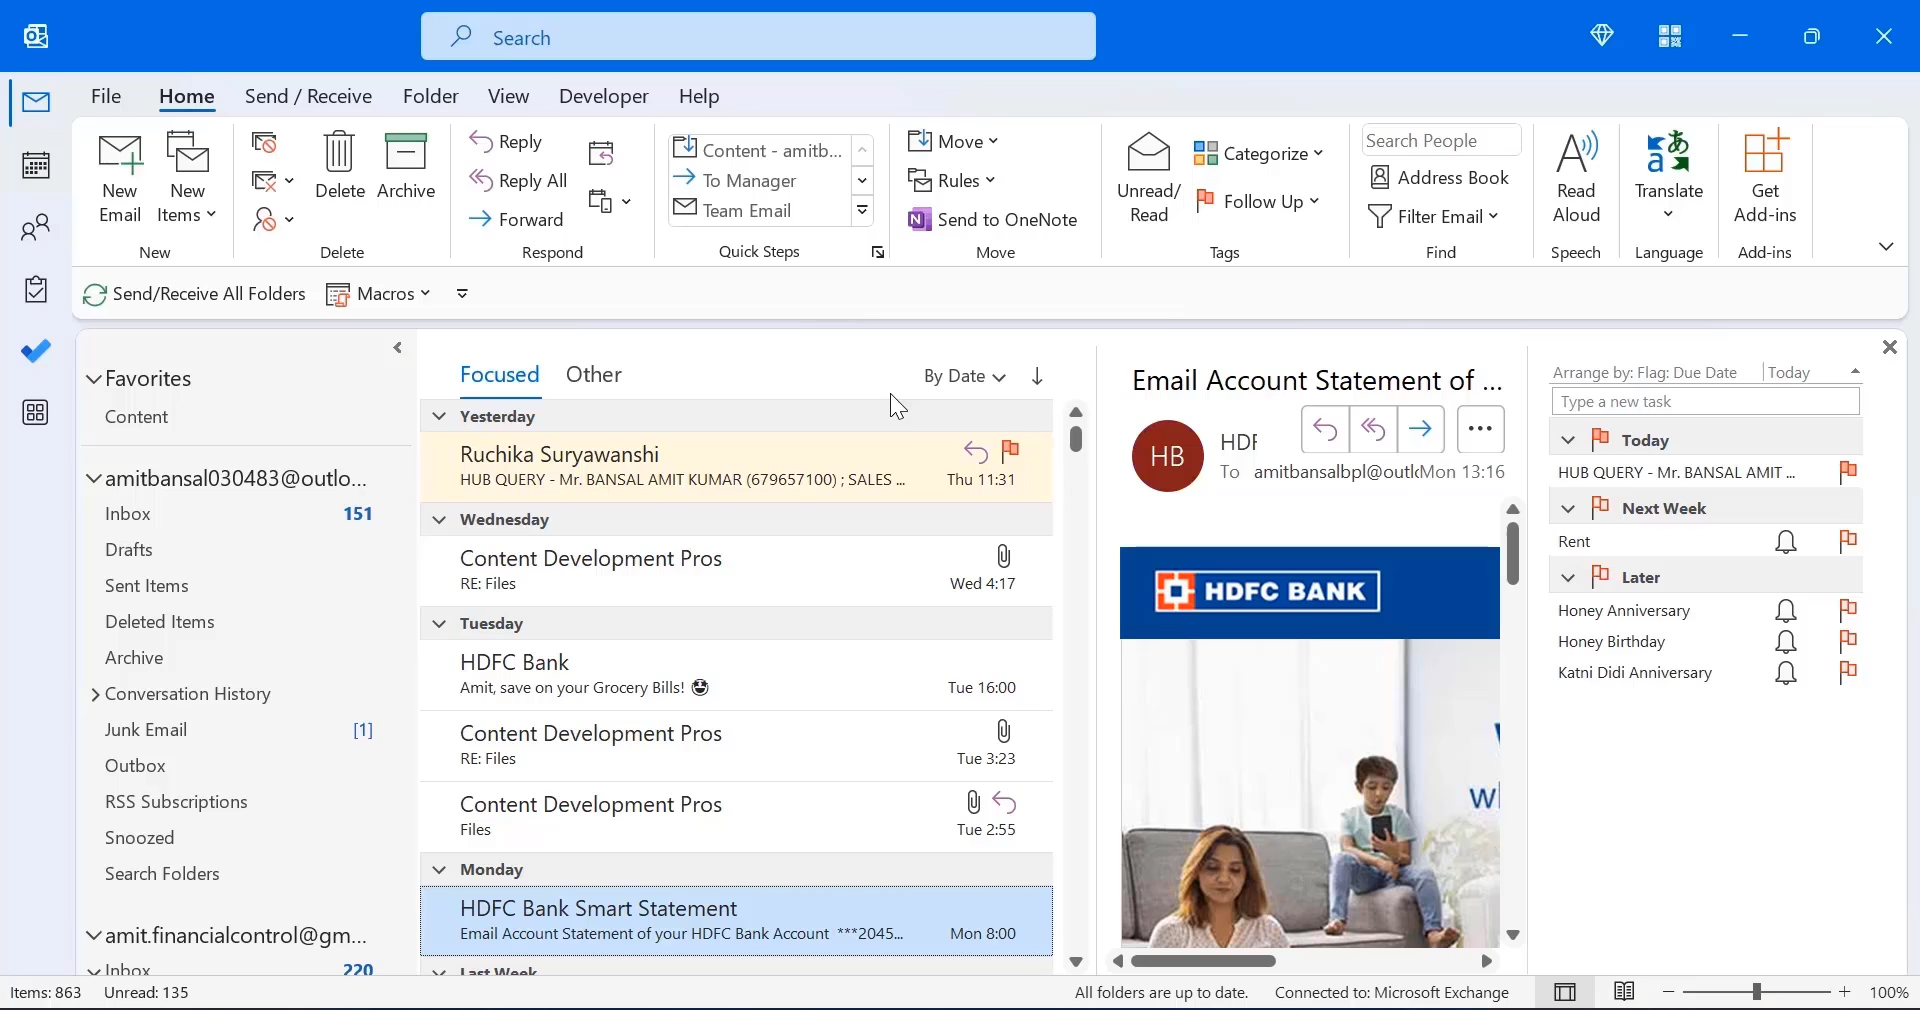 Search
File Home Send / Receive Folder View Developer Help
New Email
New Items
New
Delete
Archive
Delete
Reply
Reply All
Forward
Respond
Content - amitb...
To Manager
Team Email
Quick Steps
Move
Rules
Send to OneNote
Move
Unread/ Read
Categorize
Follow Up
Tags
Search People
Address Book
Filter Email
Find
Read Aloud
Speech
Translate
Language
Get Add-ins
Add-ins
Send/Receive All Folders Macros
Favorites
Content
amitbansal030483@outlo...
Inbox 151
Drafts
Sent Items
Deleted Items
Archive
Conversation History
Junk Email [1]
Outbox
RSS Subscriptions
Snoozed
Search Folders
amit.financialcontrol@gm...
Inbox 220
Focused Other By Date
Yesterday
Ruchika Suryawanshi
HUB QUERY - Mr. BANSAL AMIT KUMAR (679657100) ; SALES ... Thu 11:31
Wednesday
Content Development Pros
RE: Files Wed 4:17
Tuesday
HDFC Bank
Amit, save on your Grocery Bills! Tue 16:00
Content Development Pros
RE: Files Tue 3:23
Content Development Pros
Files Tue 2:55
Monday
HDFC Bank Smart Statement
Email Account Statement of your HDFC Bank Account ***2045... Mon 8:00
Last Week
Email Account Statement of ...
HB
HDF
To amitbansalbpl@outl Mon 13:16
HDFC BANK
Arrange by: Flag: Due Date Today
Type a new task
Today
HUB QUERY - Mr. BANSAL AMIT ...
Next Week
Rent
Later
Honey Anniversary
Honey Birthday
Katni Didi Anniversary
Items: 863 Unread: 135 All folders are up to date. Connected to: Microsoft Exchange 100%